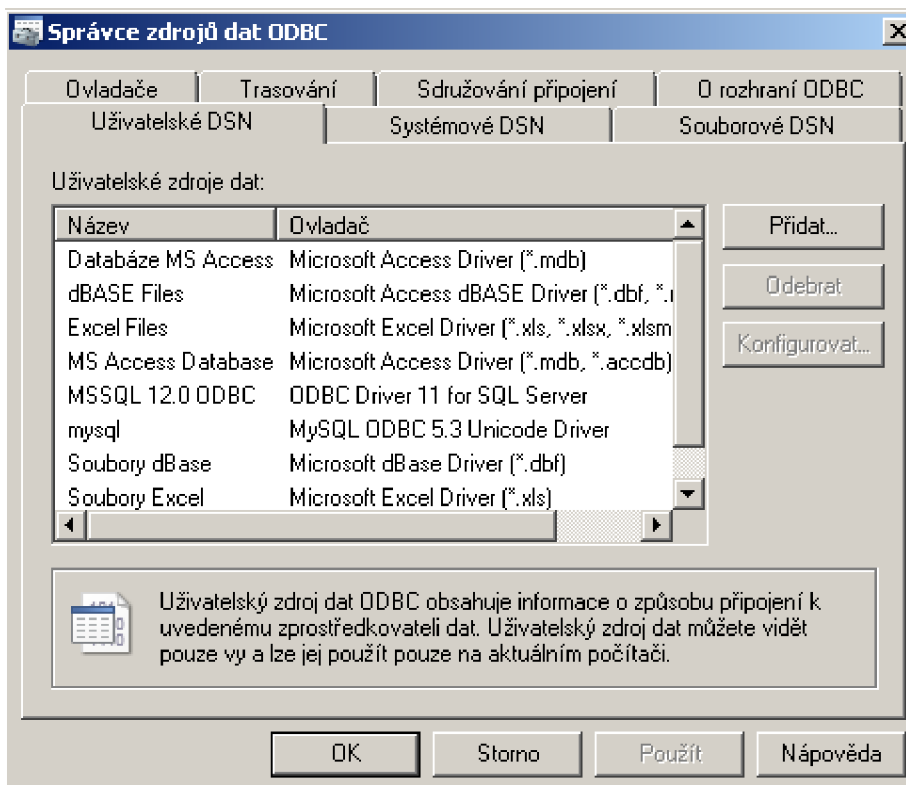 Správce zdrojů dat ODBC
Ovladače Trasování Sdružování připojení O rozhraní ODBC
Uživatelské DSN Systémové DSN Souborové DSN
Uživatelské zdroje dat:
Název Ovladač
Databáze MS Access Microsoft Access Driver (*.mdb)
dBASE Files Microsoft Access dBASE Driver (*.dbf, *.
Excel Files Microsoft Excel Driver (*.xls, *.xlsx, *.xlsm
MS Access Database Microsoft Access Driver (*.mdb, *.accdb)
MSSQL 12.0 ODBC ODBC Driver 11 for SQL Server
mysql MySQL ODBC 5.3 Unicode Driver
Soubory dBase Microsoft dBase Driver (*.dbf)
Soubory Excel Microsoft Excel Driver (*.xls)
Přidat...
Odebrat
Konfigurovat...
Uživatelský zdroj dat ODBC obsahuje informace o způsobu připojení k
uvedenému zprostředkovateli dat. Uživatelský zdroj dat můžete vidět
pouze vy a lze jej použít pouze na aktuálním počítači.
OK Storno Použít Nápověda